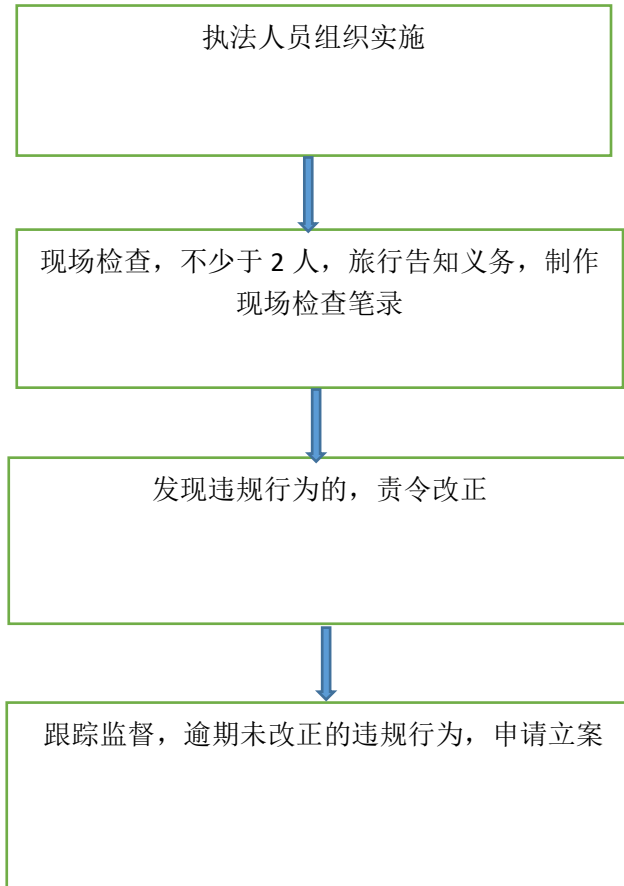 执法人员组织实施
现场检查，不少于 2 人，旅行告知义务，制作
现场检查笔录
发现违规行为的，责令改正
跟踪监督，逾期未改正的违规行为，申请立案